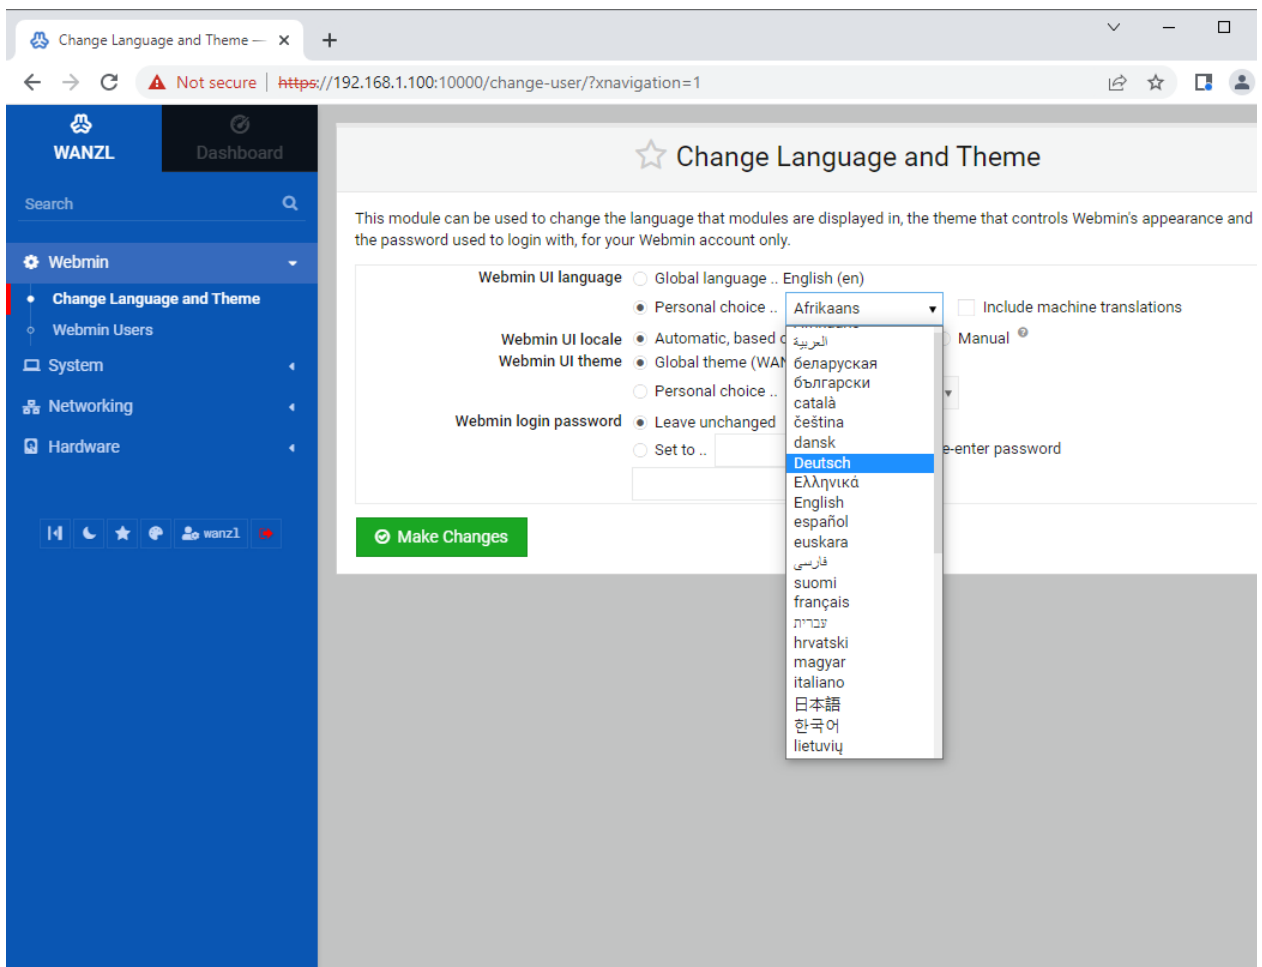 Change Language and Theme —
Not secure | https://192.168.1.100:10000/change-user/?xnavigation=1
WANZL
Dashboard
Search
Webmin
Change Language and Theme
Webmin Users
System
Networking
Hardware
wanzl
Change Language and Theme
This module can be used to change the language that modules are displayed in, the theme that controls Webmin's appearance and
the password used to login with, for your Webmin account only.
Webmin UI language Global language .. English (en)
Personal choice .. Afrikaans Include machine translations
Webmin UI locale Automatic, based Manual
Webmin UI theme Global theme
Personal choice ..
Webmin login password Leave unchanged
Set to .. enter password
العربية
беларуская
български
català
čeština
dansk
Deutsch
Ελληνικά
English
español
euskara
فارسی
suomi
français
עברית
hrvatski
magyar
italiano
日本語
한국어
lietuvių
Make Changes